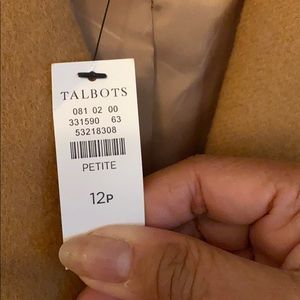 TALBOTS
081 02 00
331590 63
53218308
PETITE
12P